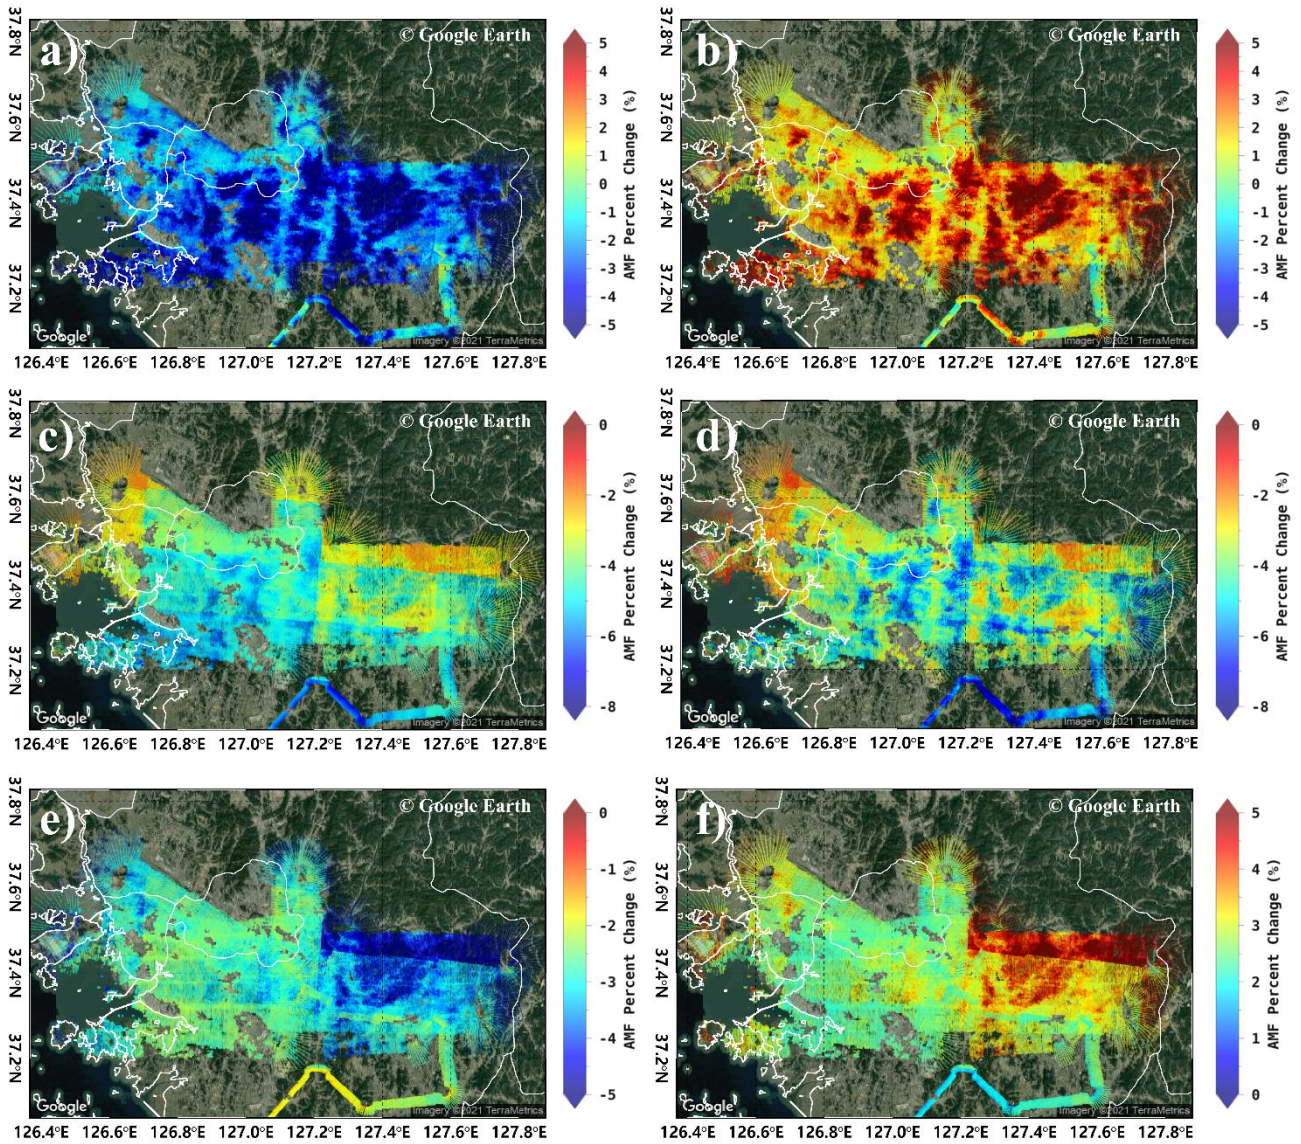 a)
© Google Earth
37.8°N
37.6°N
37.4°N
37.2°N
Google
Imagery ©2021 TerraMetrics
126.4°E 126.6°E 126.8°E 127.0°E 127.2°E 127.4°E 127.6°E 127.8°E
5
4
3
2
1
0
-1
-2
-3
-4
-5
AMF Percent Change (%)
b)
© Google Earth
37.8°N
37.6°N
37.4°N
37.2°N
Google
Imagery ©2021 TerraMetrics
126.4°E 126.6°E 126.8°E 127.0°E 127.2°E 127.4°E 127.6°E 127.8°E
5
4
3
2
1
0
-1
-2
-3
-4
-5
AMF Percent Change (%)
c)
© Google Earth
37.8°N
37.6°N
37.4°N
37.2°N
Google
Imagery ©2021 TerraMetrics
126.4°E 126.6°E 126.8°E 127.0°E 127.2°E 127.4°E 127.6°E 127.8°E
0
-2
-4
-6
-8
AMF Percent Change (%)
d)
© Google Earth
37.8°N
37.6°N
37.4°N
37.2°N
Google
Imagery ©2021 TerraMetrics
126.4°E 126.6°E 126.8°E 127.0°E 127.2°E 127.4°E 127.6°E 127.8°E
0
-2
-4
-6
-8
AMF Percent Change (%)
e)
© Google Earth
37.8°N
37.6°N
37.4°N
37.2°N
Google
Imagery ©2021 TerraMetrics
126.4°E 126.6°E 126.8°E 127.0°E 127.2°E 127.4°E 127.6°E 127.8°E
0
-1
-2
-3
-4
-5
AMF Percent Change (%)
f)
© Google Earth
37.8°N
37.6°N
37.4°N
37.2°N
Google
Imagery ©2021 TerraMetrics
126.4°E 126.6°E 126.8°E 127.0°E 127.2°E 127.4°E 127.6°E 127.8°E
5
4
3
2
1
0
AMF Percent Change (%)